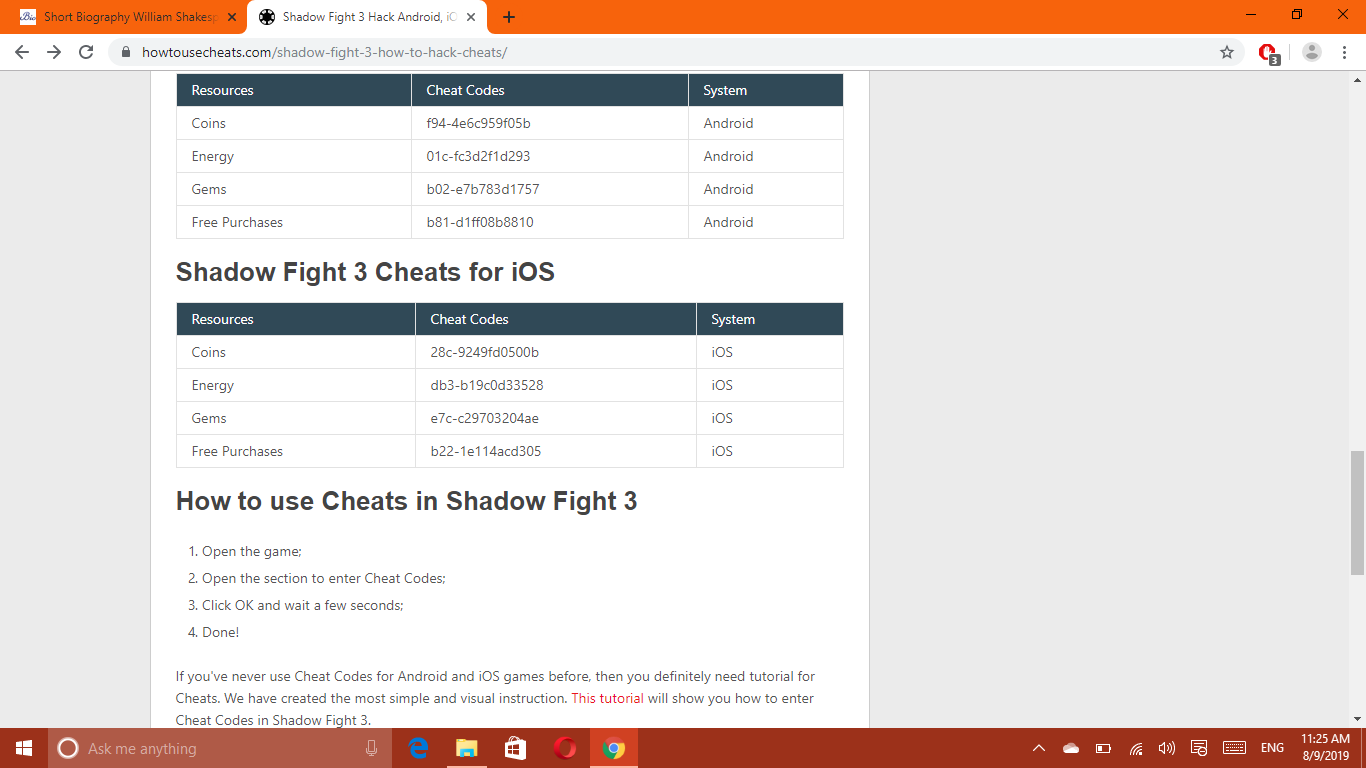 Short Biography William Shakesp
Shadow Fight 3 Hack Android, iO
howtousecheats.com/shadow-fight-3-how-to-hack-cheats/
3
Resources Cheat Codes System
Coins f94-4e6c959f05b Android
Energy 01c-fc3d2f1d293 Android
Gems b02-e7b783d1757 Android
Free Purchases b81-d1ff08b8810 Android
Shadow Fight 3 Cheats for iOS
Resources Cheat Codes System
Coins 28c-9249fd0500b iOS
Energy db3-b19c0d33528 iOS
Gems e7c-c29703204ae iOS
Free Purchases b22-1e114acd305 iOS
How to use Cheats in Shadow Fight 3
1. Open the game;
2. Open the section to enter Cheat Codes;
3. Click OK and wait a few seconds;
4. Done!
If you've never use Cheat Codes for Android and iOS games before, then you definitely need tutorial for
Cheats. We have created the most simple and visual instruction. This tutorial will show you how to enter
Cheat Codes in Shadow Fight 3.
Ask me anything
ENG
11:25 AM
8/9/2019